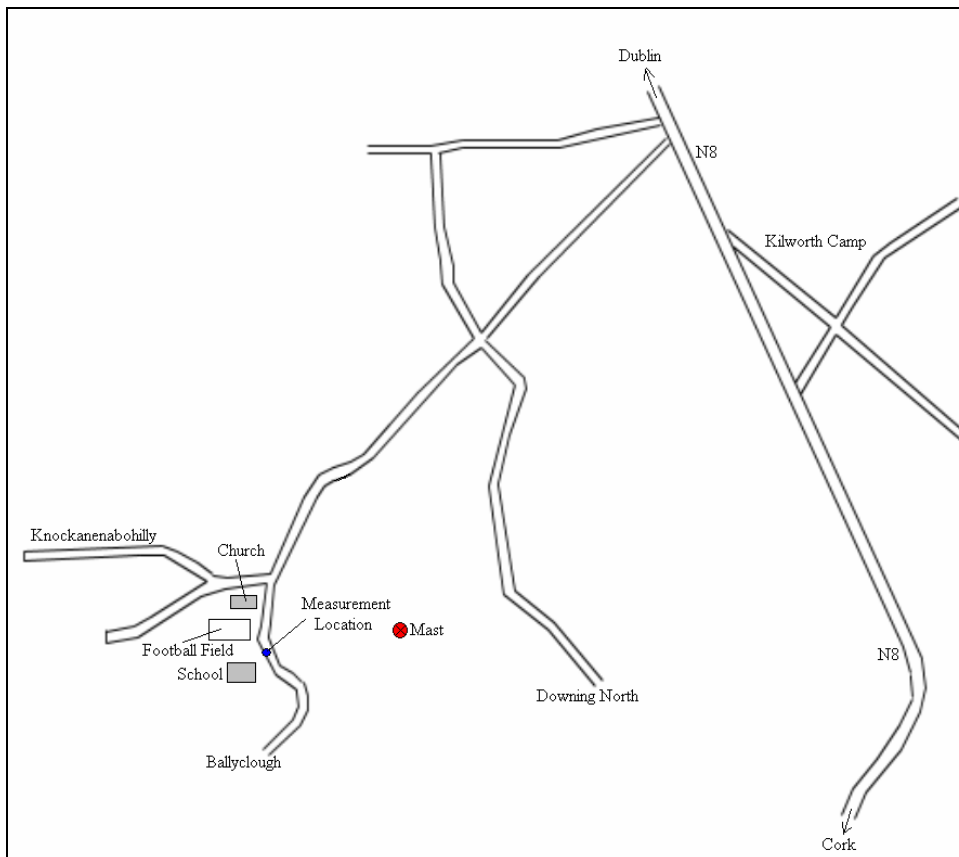 Dublin
N8
Kilworth Camp
Knockanenabohilly
Church
Measurement
Location
Mast
Football Field
School
N8
Downing North
Ballyclough
Cork